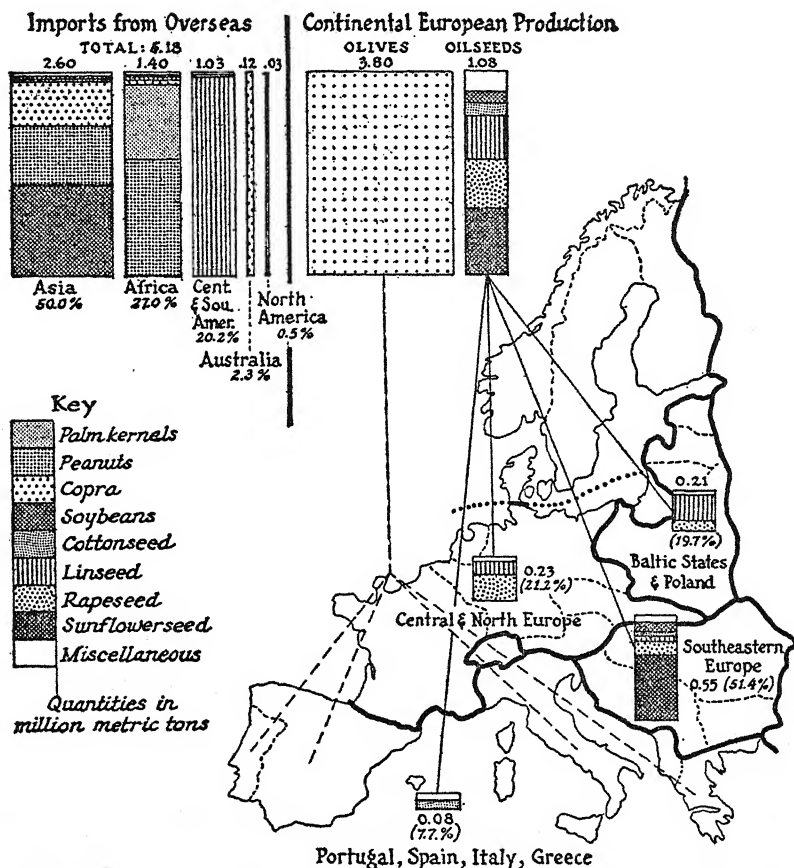 Imports from Overseas
TOTAL: 5.18
2.60 1.40 1.03 .12 .03
Asia
50.0%
Africa
27.0%
Cent.
& Sou.
Amer.
20.2%
Australia
2.3%
North
America
0.5%
Continental European Production
OLIVES OILSEEDS
3.80 1.08
Key
Palm kernels
Peanuts
Copra
Soybeans
Cottonseed
Linseed
Rapeseed
Sunflowerseed
Miscellaneous
Quantities in
million metric tons
0.21
(19.7%)
Baltic States
& Poland
0.23
(21.2%)
Central & North Europe
Southeastern
Europe
0.55 (51.4%)
0.08
(7.7%)
Portugal, Spain, Italy, Greece